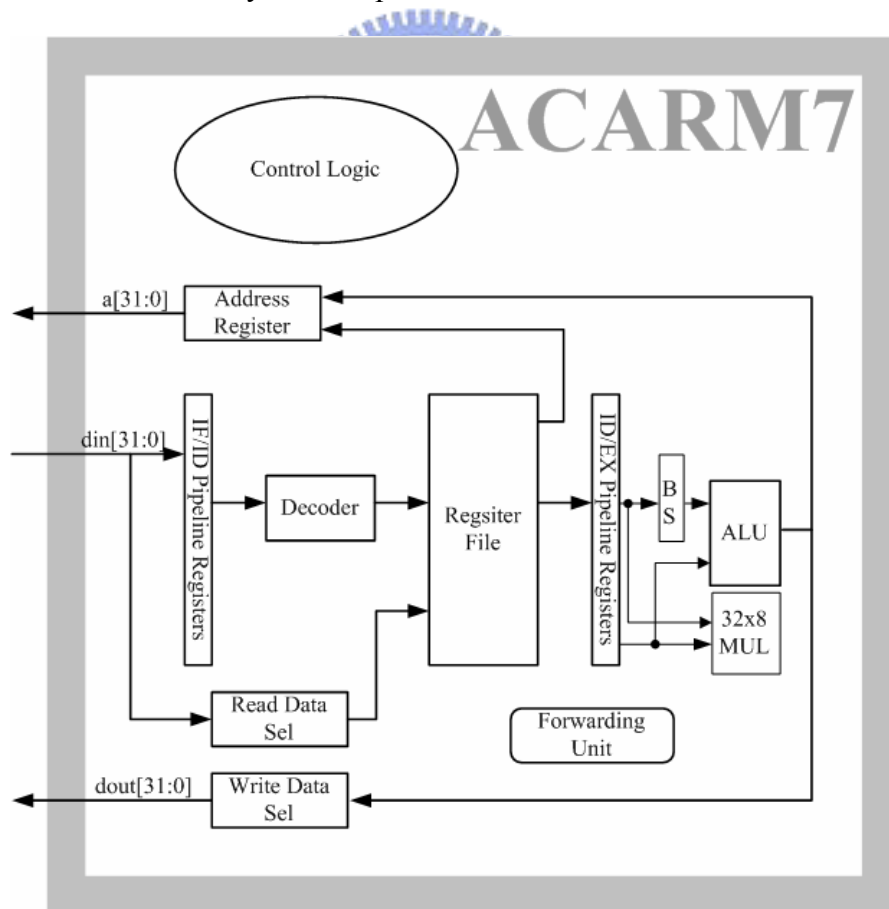 ACARM7
Control Logic
a[31:0]
Address
Register
din[31:0]
IF/ID Pipeline Registers
Decoder
Regsiter
File
ID/EX Pipeline Registers
B
S
ALU
32x8
MUL
Read Data
Sel
Forwarding
Unit
dout[31:0]
Write Data
Sel